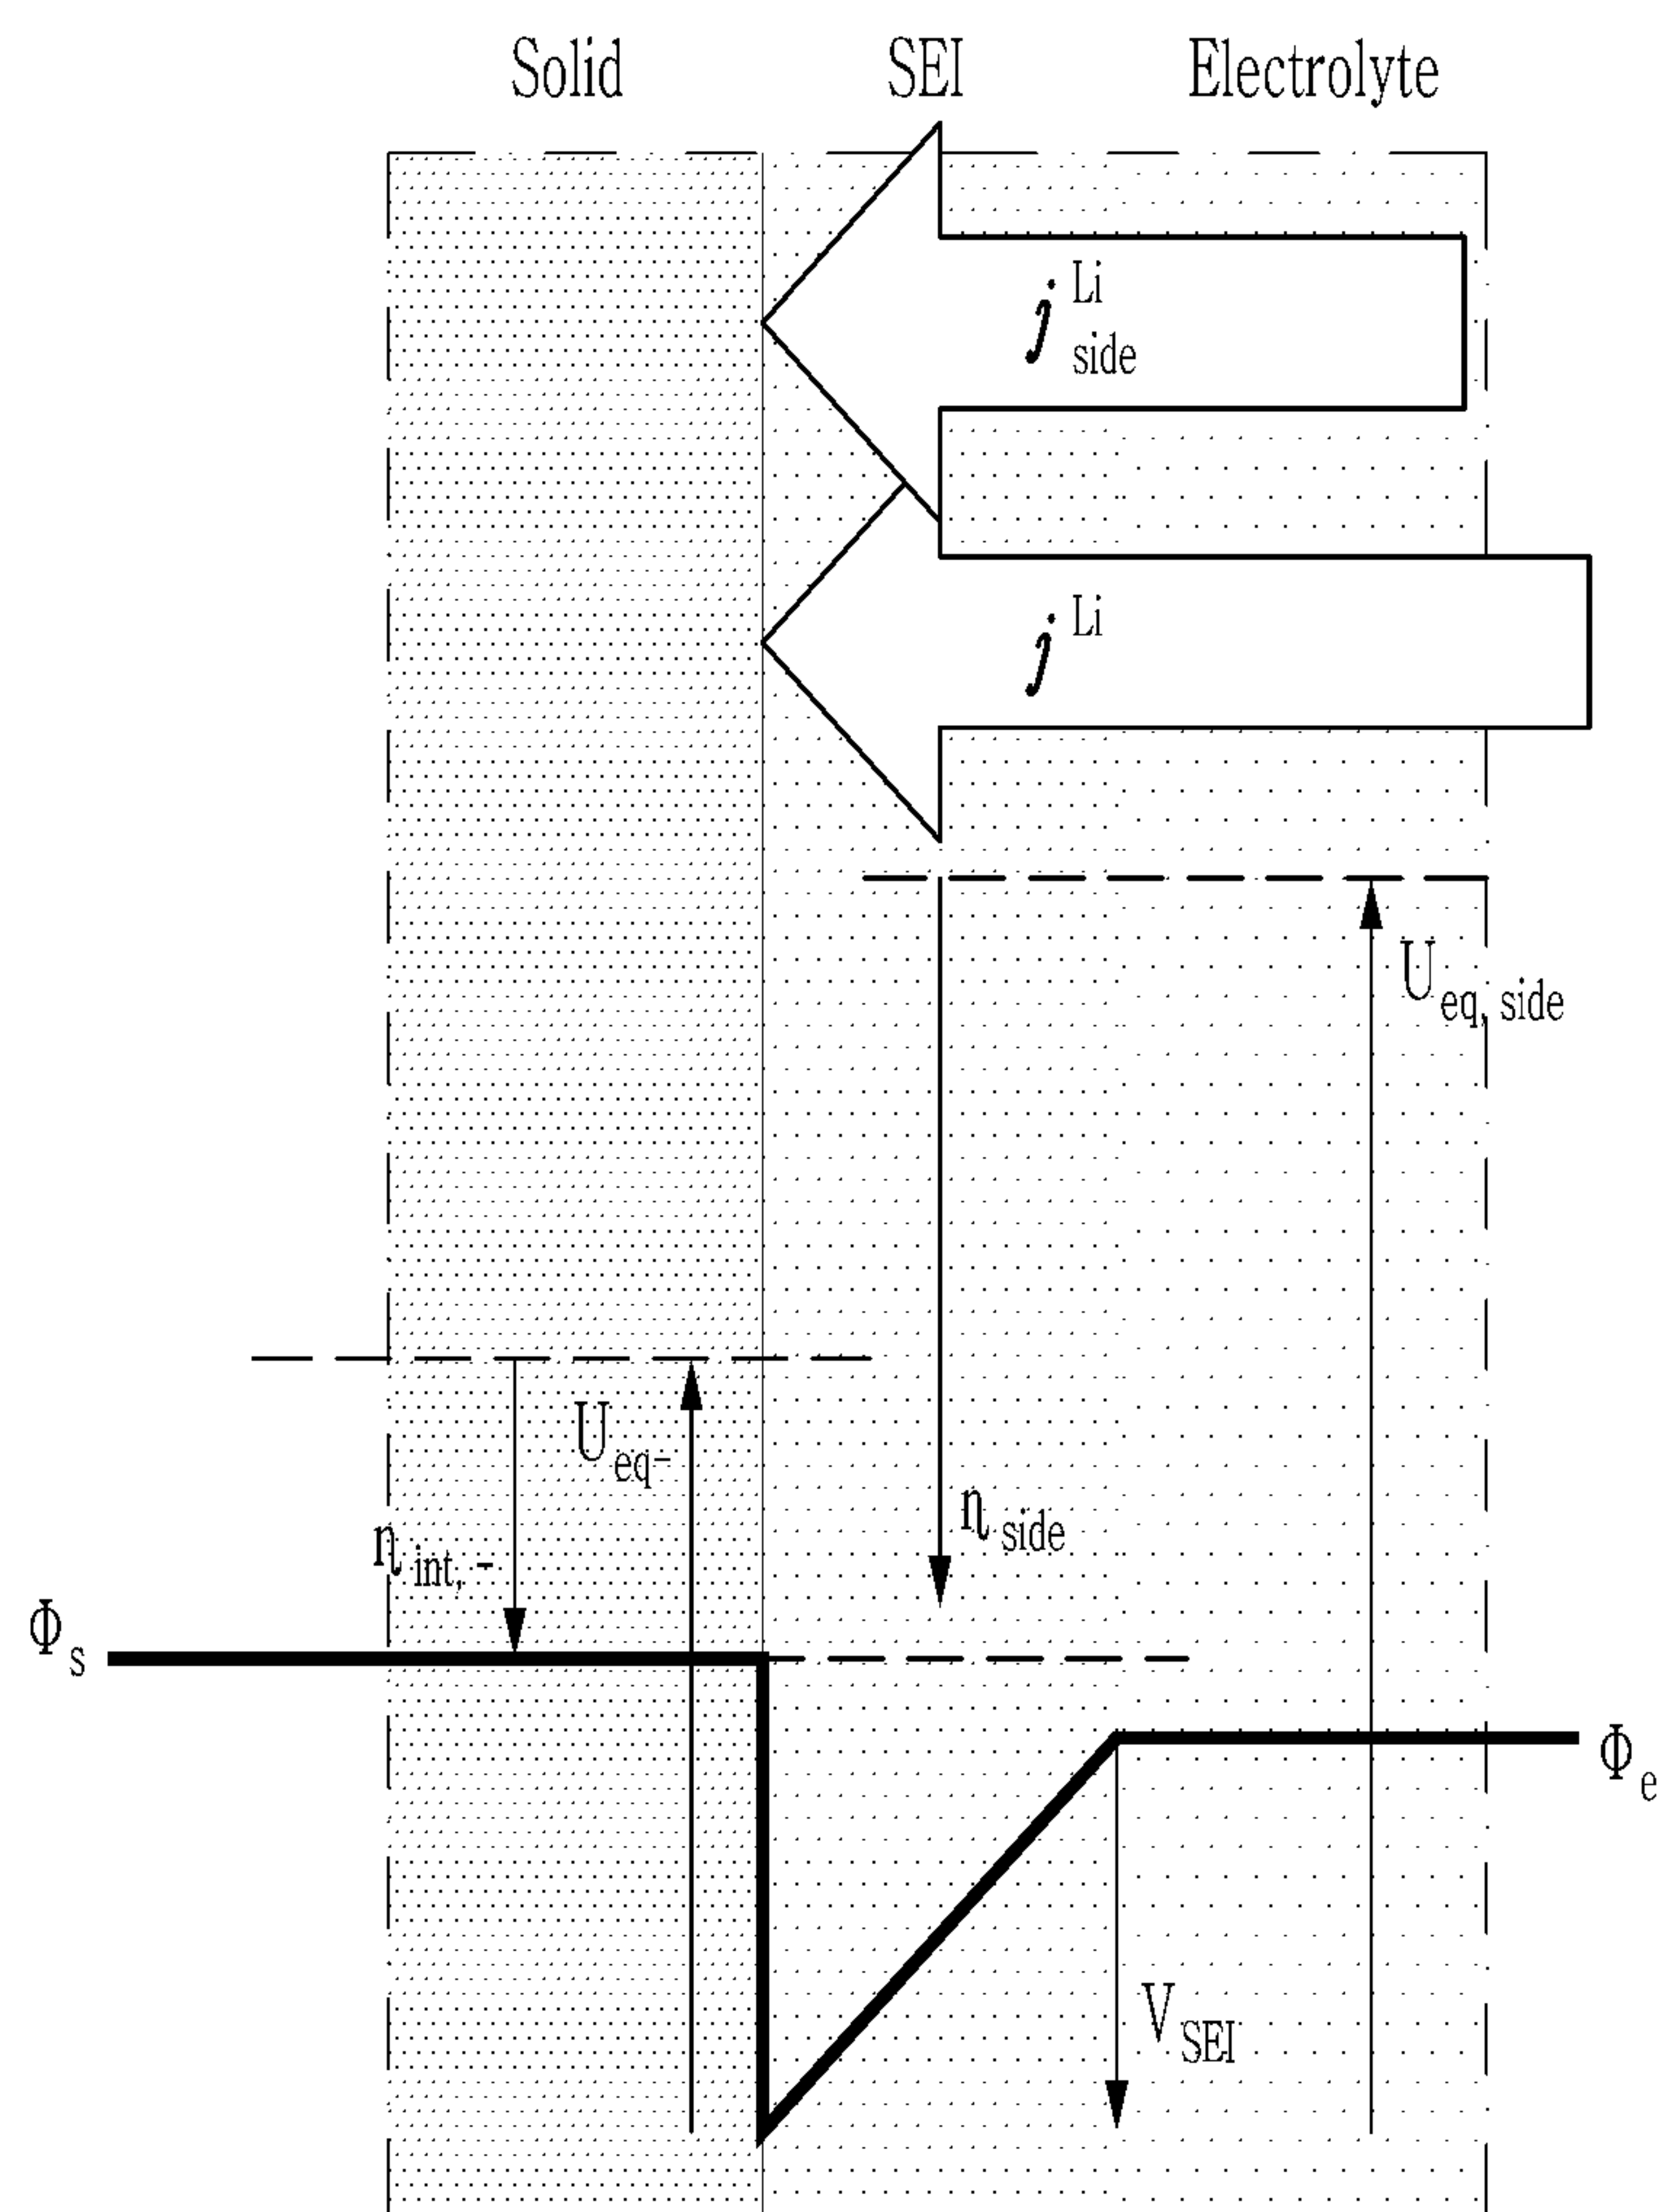 Solid SEI Electrolyte
j Li side
j Li
U eq, side
U eq-
η side
η int, -
Φ s
Φ e
V SEI